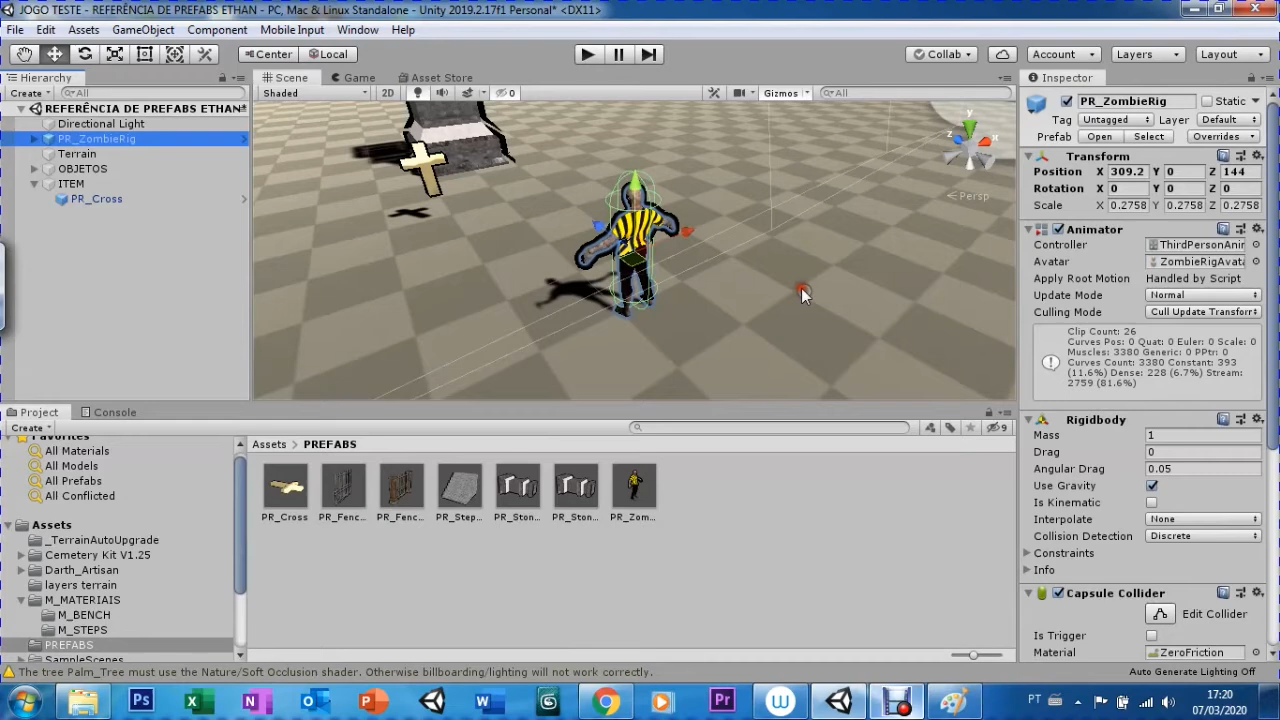 JOGO TESTE - REFERÊNCIA DE PREFABS ETHAN - PC, Mac & Linux Standalone - Unity 2019.2.17f1 Personal* <DX11>
File Edit Assets GameObject Component Mobile Input Window Help
Center Local Collab Account Layers Layout
Hierarchy Scene Game Asset Store Inspector
Create All Shaded 2D 0 Gizmos All
REFERÊNCIA DE PREFABS ETHAN*
Directional Light
PR_ZombieRig
Terrain
OBJETOS
ITEM
PR_Cross
y
z x
Persp
PR_ZombieRig Static
Tag Untagged Layer Default
Prefab Open Select Overrides
Transform
Position X 309.2 Y 0 Z 144
Rotation X 0 Y 0 Z 0
Scale X 0.2758 Y 0.2758 Z 0.2758
Animator
Controller ThirdPersonAnir
Avatar ZombieRigAvata
Apply Root Motion Handled by Script
Update Mode Normal
Culling Mode Cull Update Transforr
Clip Count: 26
Curves Pos: 0 Quat: 0 Euler: 0 Scale: 0
Muscles: 3380 Generic: 0 PPtr: 0
Curves Count: 3380 Constant: 393
(11.6%) Dense: 228 (6.7%) Stream:
2759 (81.6%)
Rigidbody
Mass 1
Drag 0
Angular Drag 0.05
Use Gravity
Is Kinematic
Interpolate None
Collision Detection Discrete
Constraints
Info
Capsule Collider
Edit Collider
Is Trigger
Material ZeroFriction
Auto Generate Lighting Off
Project Console
Create 9
Favorites
All Materials
All Models
All Prefabs
All Conflicted
Assets
_TerrainAutoUpgrade
Cemetery Kit V1.25
Darth_Artisan
layers terrain
M_MATERIAIS
M_BENCH
M_STEPS
PREFABS
SampleScenes
Assets PREFABS
PR_Cross PR_Fenc... PR_Fenc... PR_Step... PR_Ston... PR_Ston... PR_Zom...
The tree Palm_Tree must use the Nature/Soft Occlusion shader. Otherwise billboarding/lighting will not work correctly.
Ps X N O P W Pr W
PT 17:20
07/03/2020